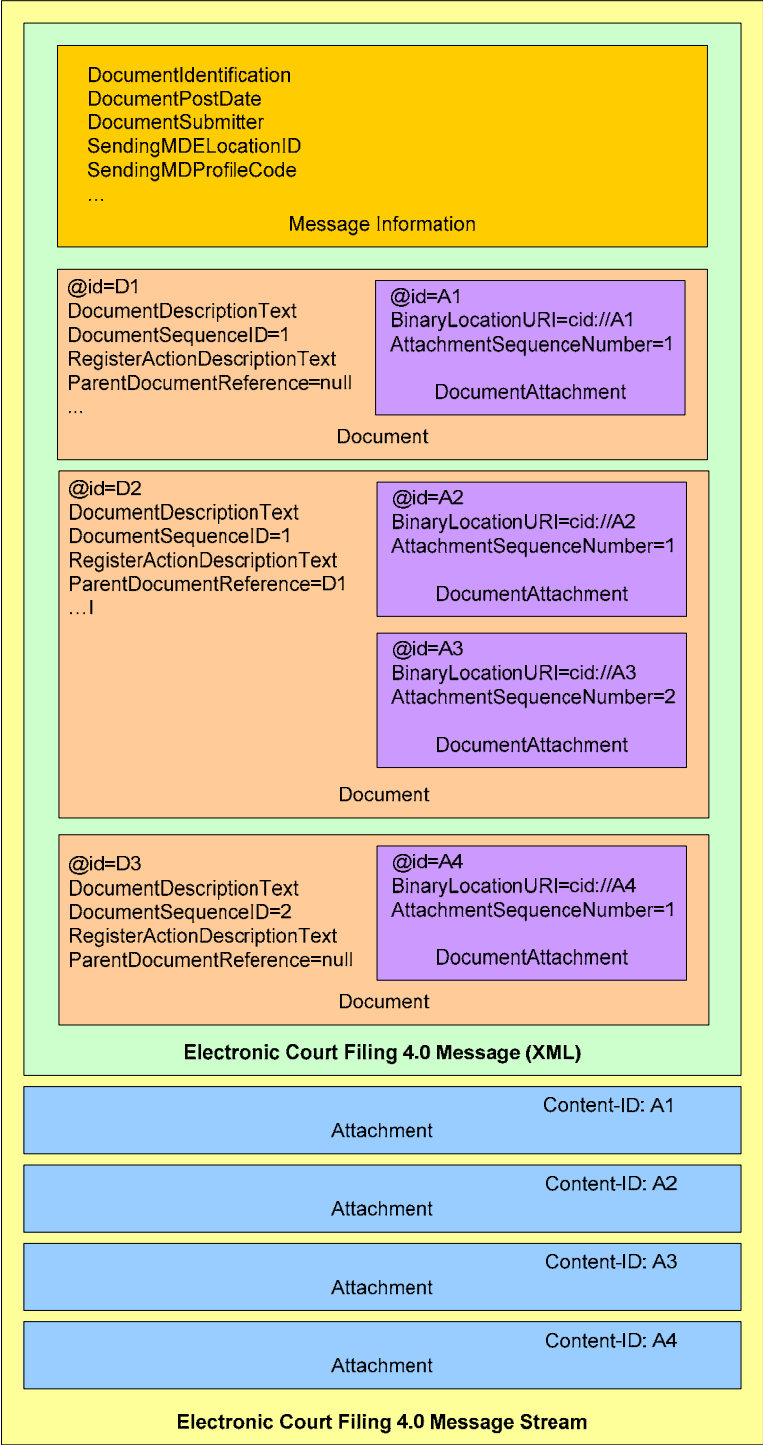 DocumentIdentification
DocumentPostDate
DocumentSubmitter
SendingMDELocationID
SendingMDProfileCode
...
Message Information
@id=D1
DocumentDescriptionText
DocumentSequenceID=1
RegisterActionDescriptionText
ParentDocumentReference=null
...
@id=A1
BinaryLocationURI=cid://A1
AttachmentSequenceNumber=1
DocumentAttachment
Document
@id=D2
DocumentDescriptionText
DocumentSequenceID=1
RegisterActionDescriptionText
ParentDocumentReference=D1
...I
@id=A2
BinaryLocationURI=cid://A2
AttachmentSequenceNumber=1
DocumentAttachment
@id=A3
BinaryLocationURI=cid://A3
AttachmentSequenceNumber=2
DocumentAttachment
Document
@id=D3
DocumentDescriptionText
DocumentSequenceID=2
RegisterActionDescriptionText
ParentDocumentReference=null
@id=A4
BinaryLocationURI=cid://A4
AttachmentSequenceNumber=1
DocumentAttachment
Document
Electronic Court Filing 4.0 Message (XML)
Content-ID: A1
Attachment
Content-ID: A2
Attachment
Content-ID: A3
Attachment
Content-ID: A4
Attachment
Electronic Court Filing 4.0 Message Stream